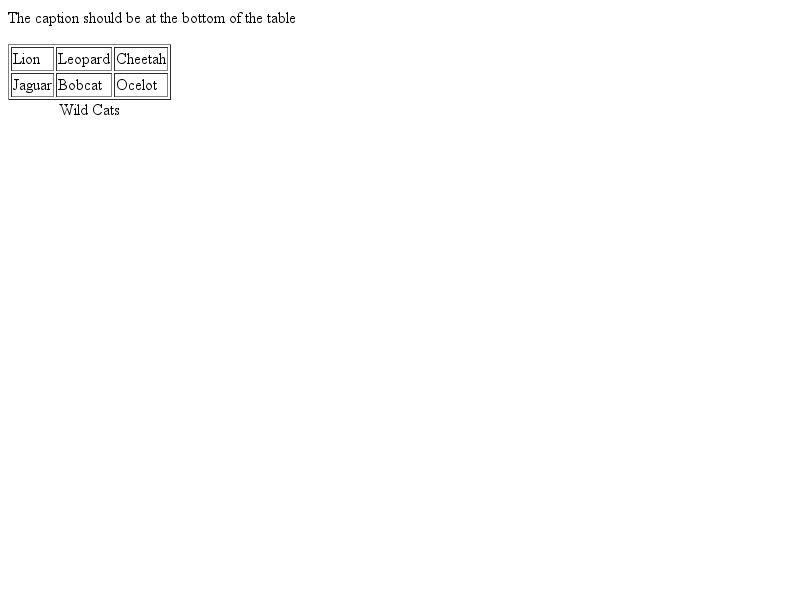 The caption should be at the bottom of the table
Lion Leopard Cheetah
Jaguar Bobcat Ocelot
Wild Cats